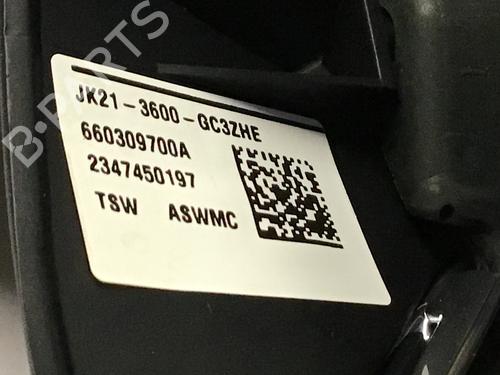 B-PARTS
JK21-3600-GC3ZHE
660309700A
2347450197
TSW ASWMC